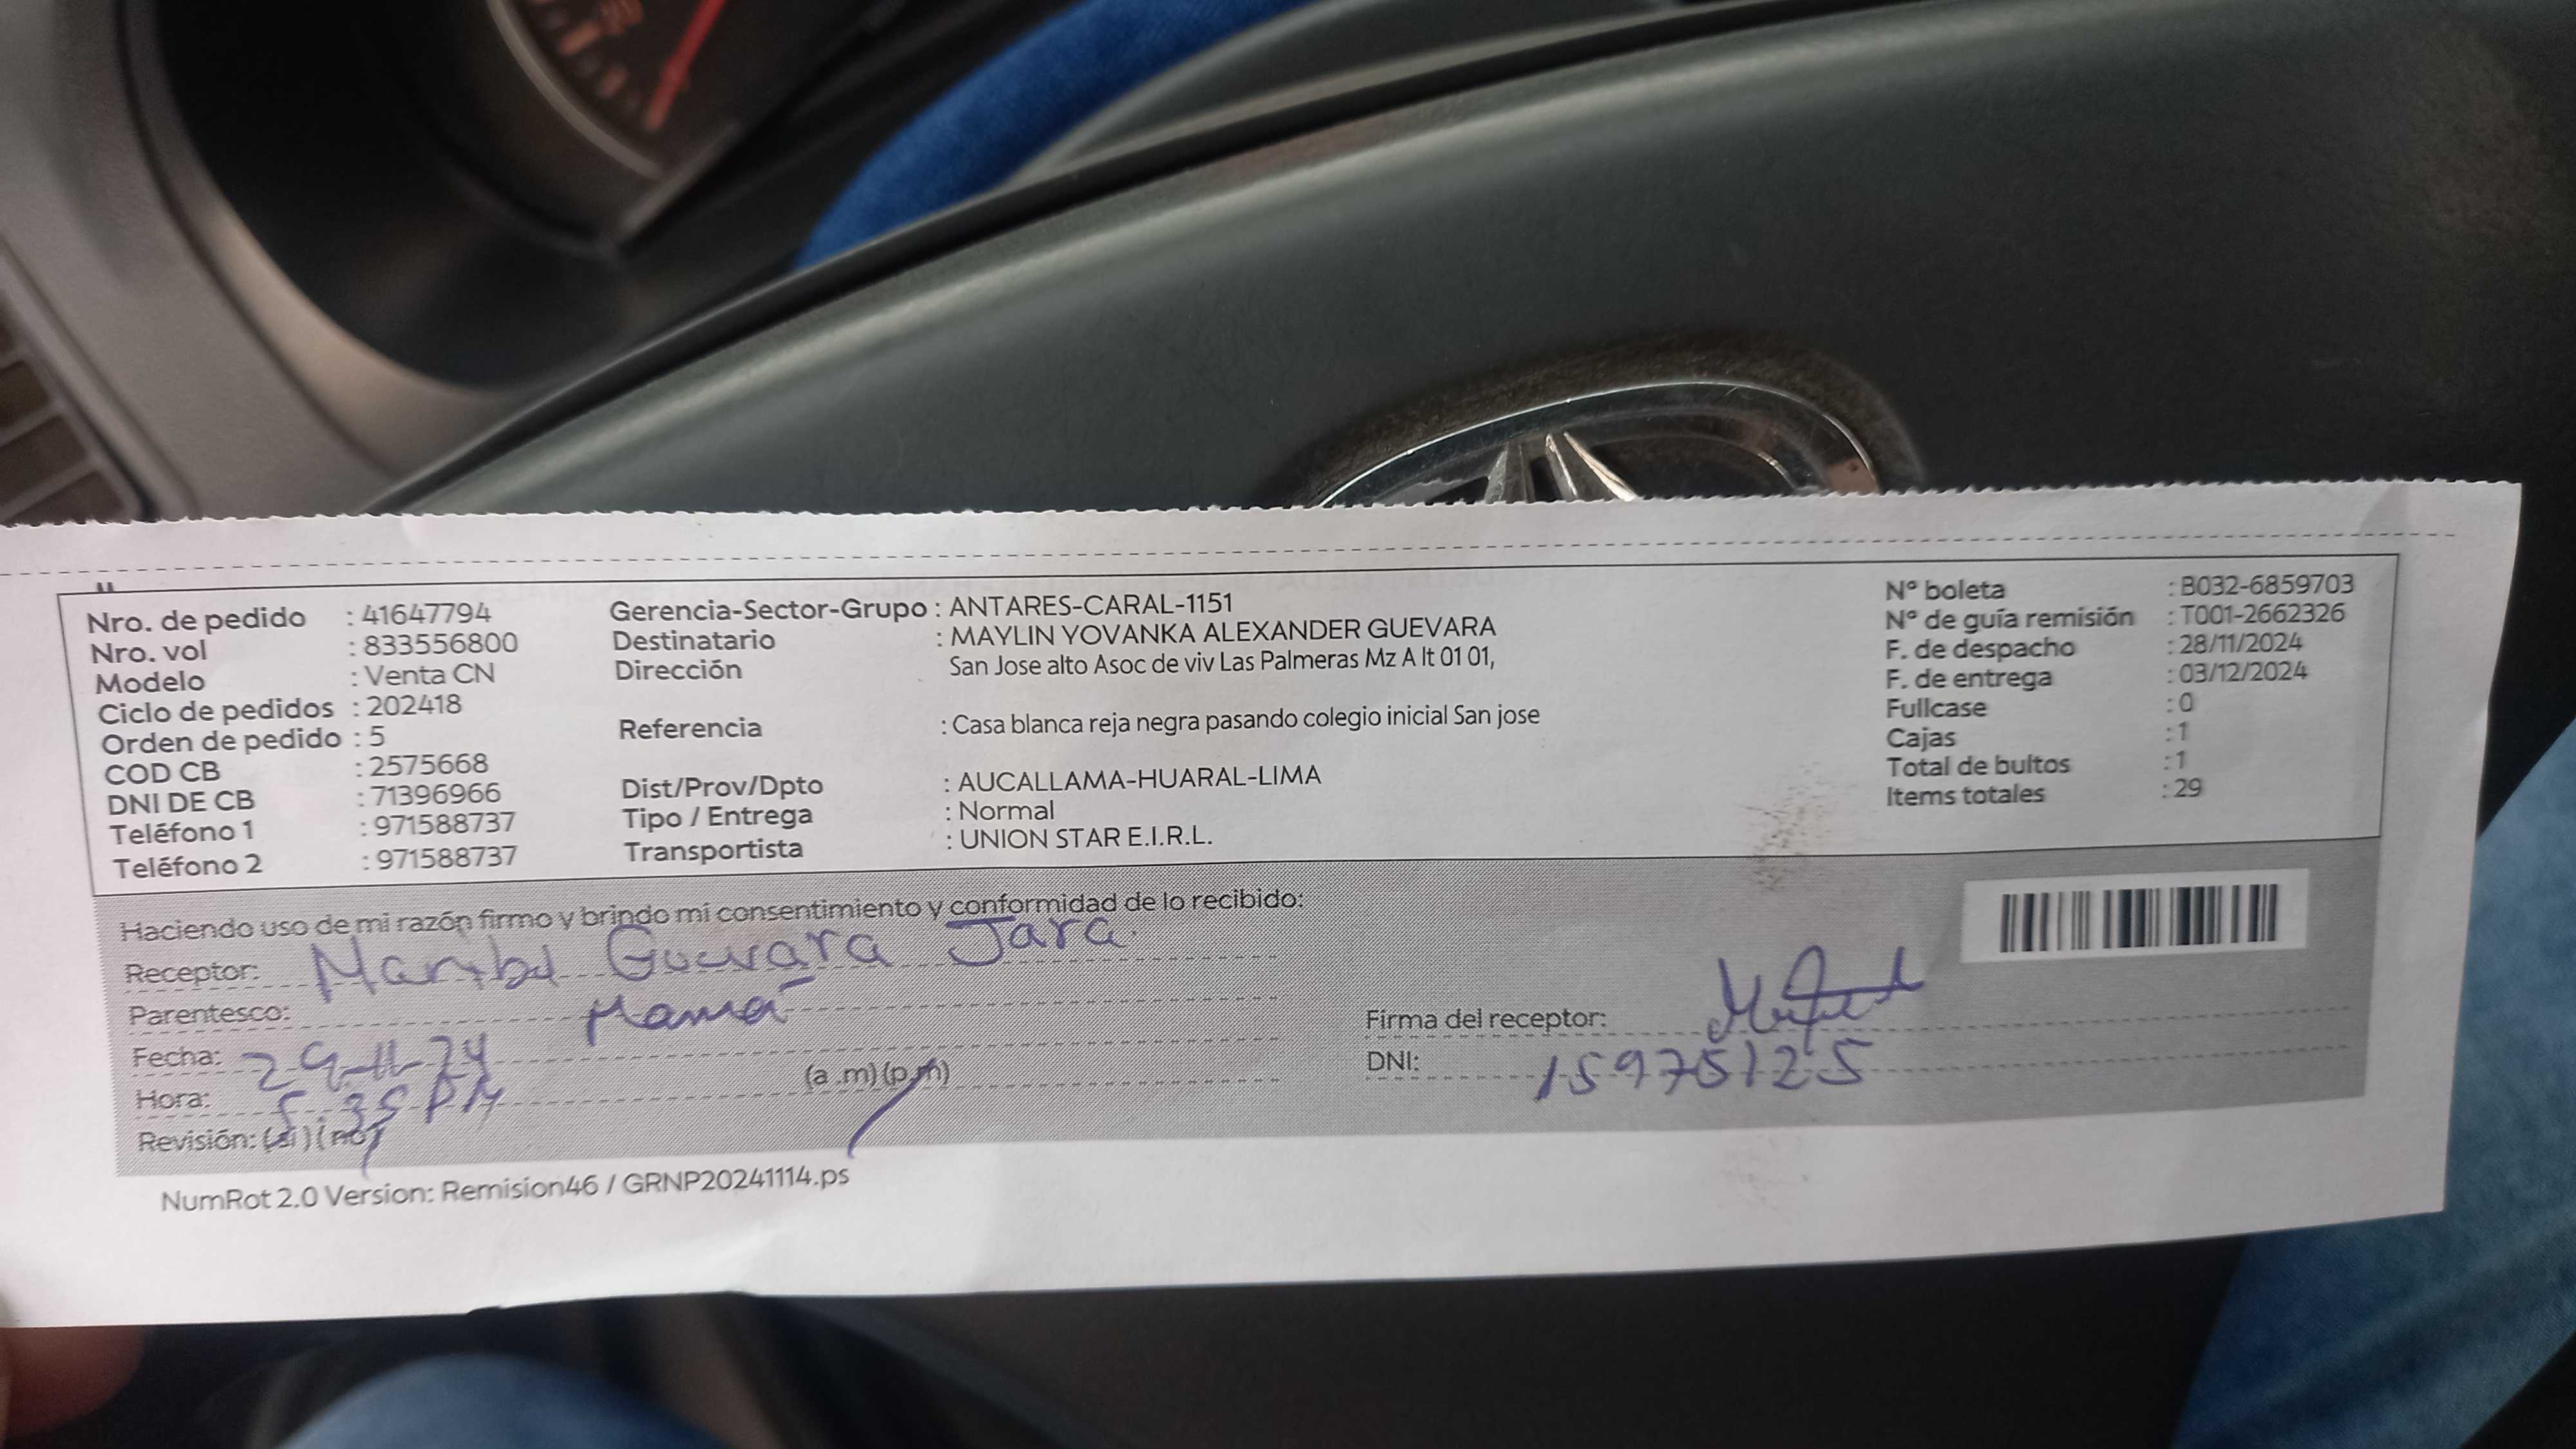 Nro. de pedido : 41647794
Nro. vol : 833556800
Modelo : Venta CN
Ciclo de pedidos : 202418
Orden de pedido : 5
COD CB : 2575668
DNI DE CB : 71396966
Teléfono 1 : 971588737
Teléfono 2 : 971588737
Gerencia-Sector-Grupo : ANTARES-CARAL-1151
Destinatario : MAYLIN YOVANKA ALEXANDER GUEVARA
Dirección San Jose alto Asoc de viv Las Palmeras Mz A lt 01 01,
Referencia : Casa blanca reja negra pasando colegio inicial San jose
Dist/Prov/Dpto : AUCALLAMA-HUARAL-LIMA
Tipo / Entrega : Normal
Transportista : UNION STAR E.I.R.L.
N° boleta : B032-6859703
N° de guía remisión : T001-2662326
F. de despacho : 28/11/2024
F. de entrega : 03/12/2024
Fullcase : 0
Cajas : 1
Total de bultos : 1
Items totales : 29
Haciendo uso de mi razón firmo y brindo mi consentimiento y conformidad de lo recibido:
Receptor: Maribel Guevara Jara
Parentesco: Mamá
Fecha: 29-11-24
Hora: 5:35 PM (a.m) (p.m)
Revisión: (si) (no)
Firma del receptor:
DNI: 15975125
NumRot 2.0 Version: Remision46 / GRNP20241114.ps